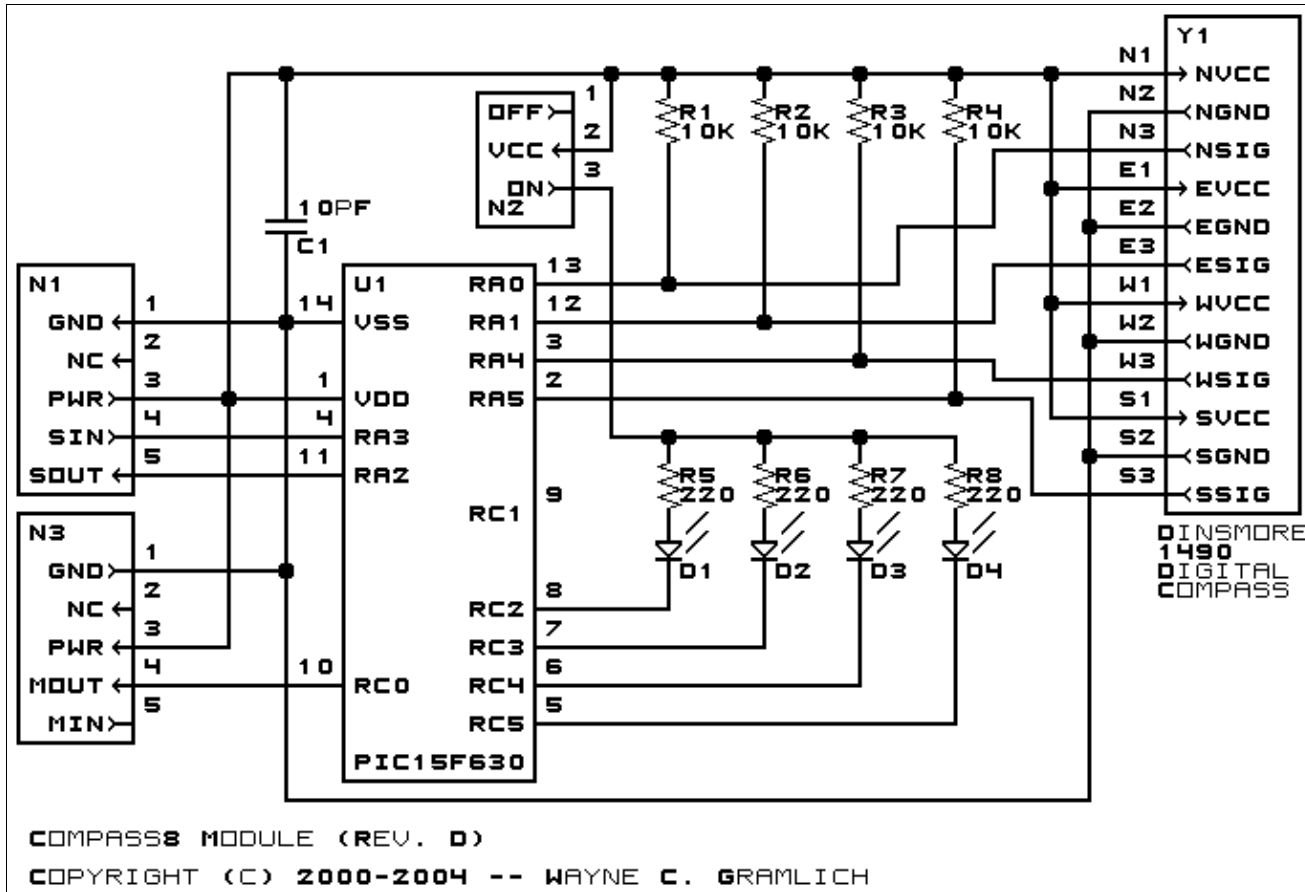 Y1
N1
NVCC
N2
NGND
N3
NSIG
E1
EVCC
E2
EGND
E3
ESIG
W1
WVCC
W2
WGND
W3
WSIG
S1
SVCC
S2
SGND
S3
SSIG
DINSMORE
1490
DIGITAL
COMPASS
1
OFF
2
VCC
3
ON
N2
R1
10K
R2
10K
R3
10K
R4
10K
10PF
C1
N1
1
GND
2
NC
3
PWR
4
SIN
5
SOUT
N3
1
GND
2
NC
3
PWR
4
MOUT
5
MIN
U1
14
VSS
1
VDD
4
RA3
11
RA2
10
RC0
13
RA0
12
RA1
3
RA4
2
RA5
9
RC1
8
RC2
7
RC3
6
RC4
5
RC5
PIC15F630
R5
220
R6
220
R7
220
R8
220
D1
D2
D3
D4
COMPASS8 MODULE (REV. D)
COPYRIGHT (C) 2000-2004 -- WAYNE C. GRAMLICH